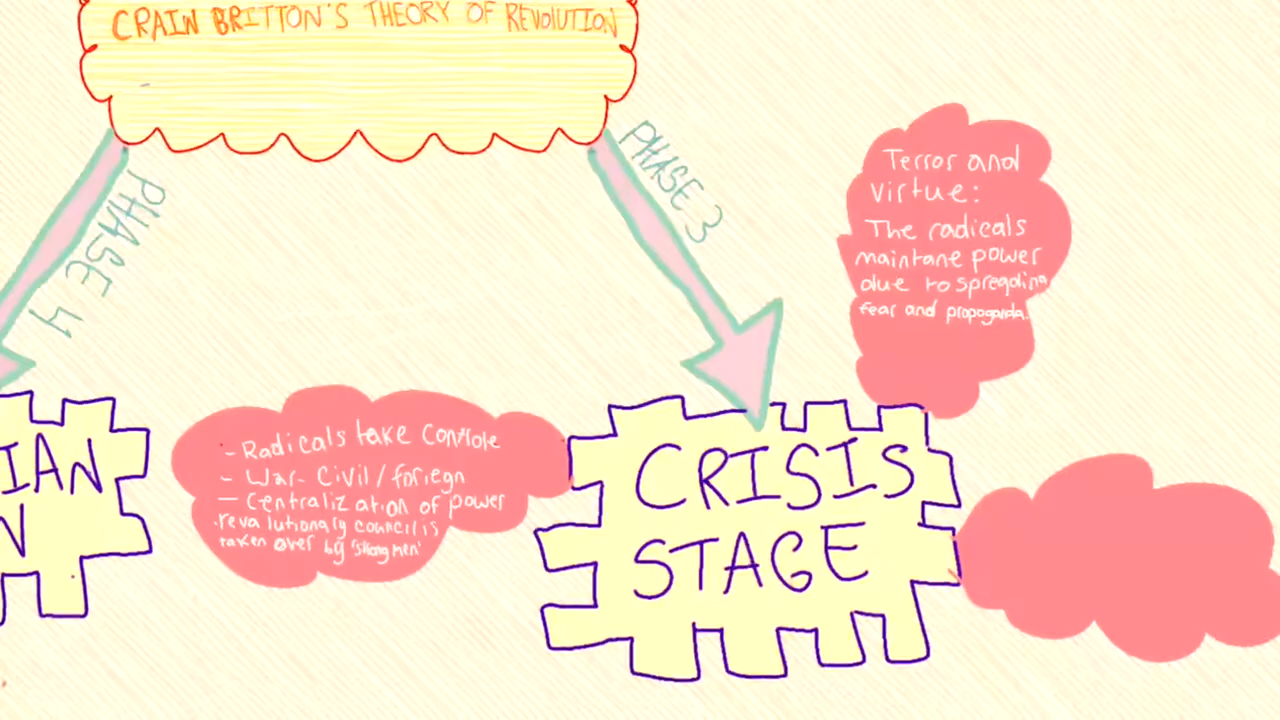 CRAIN BRITTON'S THEORY OF REVOLUTION
PHASE 4
PHASE 3
Terror and
virtue:
The radicals
maintane power
due to spreading
fear and propoganda.
IAN
N
- Radicals take controle
- War- Civil/foriegn
- Centralization of power
.revalutionary council is
taken over by 'strong men'
CRISIS
STAGE